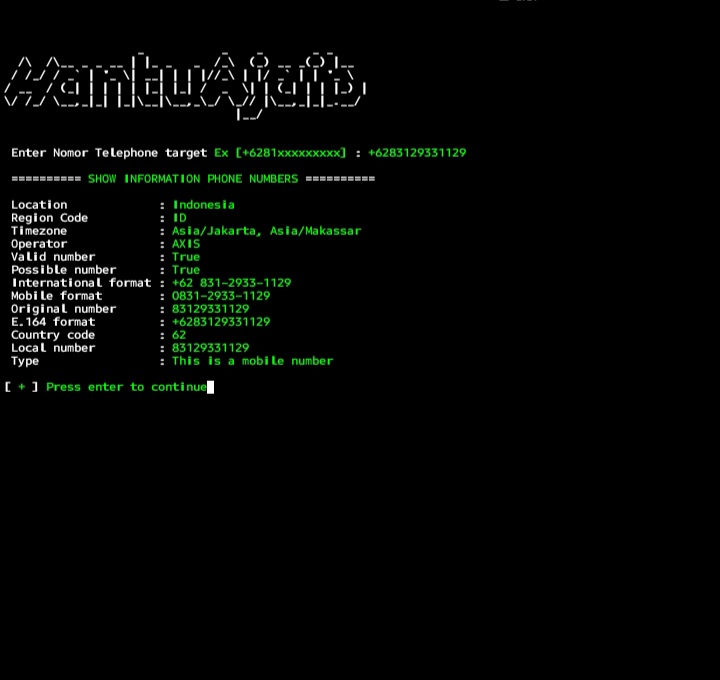 HantuAjaib
Enter Nomor Telephone target Ex [+6281xxxxxxxxx] : +6283129331129
========== SHOW INFORMATION PHONE NUMBERS ==========
Location : Indonesia
Region Code : ID
Timezone : Asia/Jakarta, Asia/Makassar
Operator : AXIS
Valid number : True
Possible number : True
International format : +62 831-2933-1129
Mobile format : 0831-2933-1129
Original number : 83129331129
E.164 format : +6283129331129
Country code : 62
Local number : 83129331129
Type : This is a mobile number
[ + ] Press enter to continue